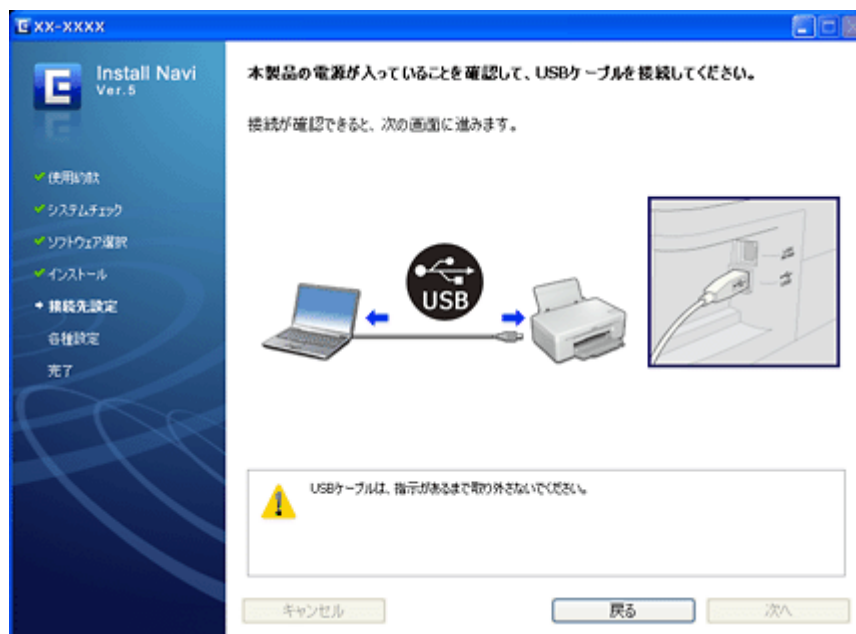 XX-XXXX
Install Navi
Ver.5
本製品の電源が入っていることを確認して、USBケーブルを接続してください。
接続が確認できると、次の画面に進みます。
使用約款
システムチェック
ソフトウェア選択
インストール
接続先設定
各種設定
完了
USB
USBケーブルは、指示があるまで取り外さないでください。
キャンセル
戻る
次へ